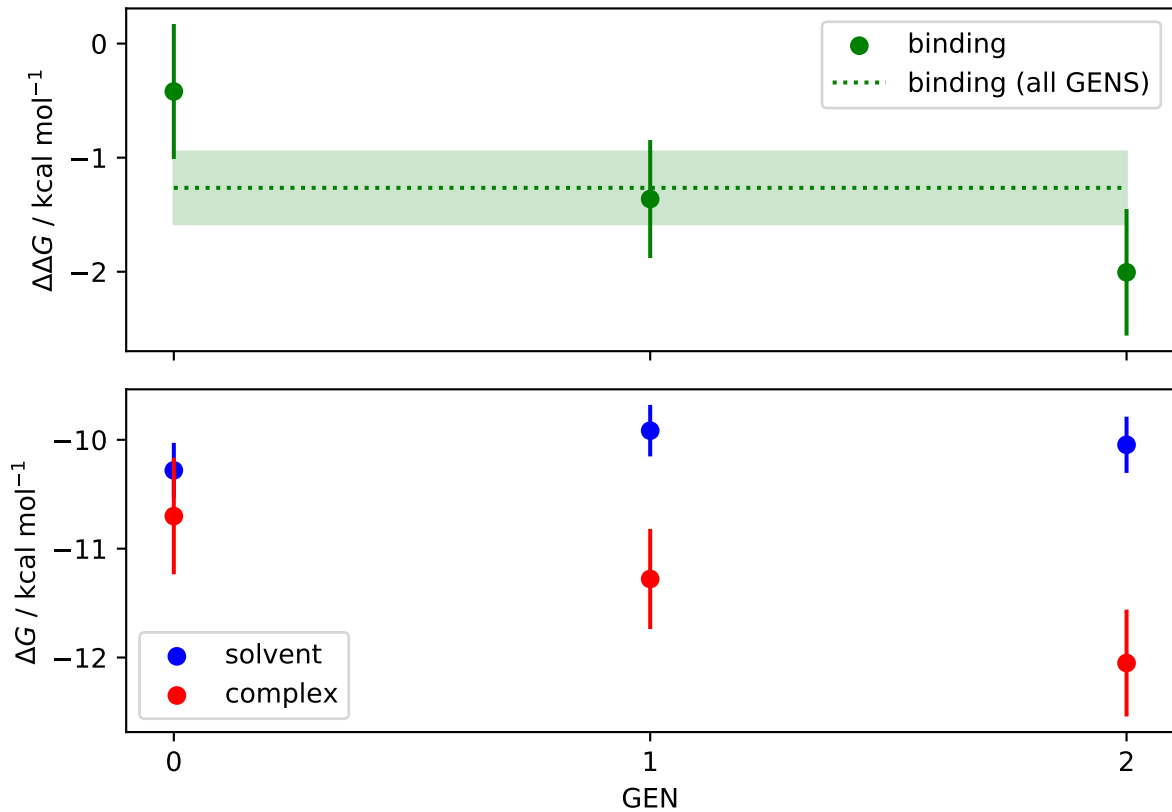 0
−1
−2
ΔΔG / kcal mol⁻¹
binding
binding (all GENS)
−10
−11
−12
ΔG / kcal mol⁻¹
solvent
complex
0 1 2
GEN